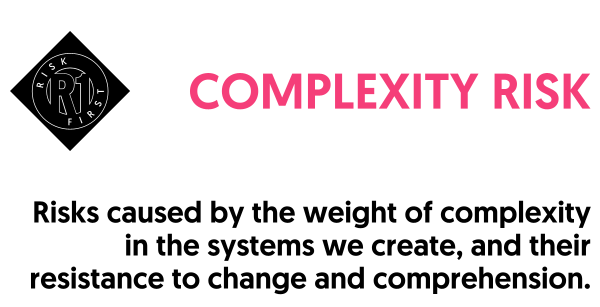 RISK
R1
FIRST
COMPLEXITY RISK
Risks caused by the weight of complexity
in the systems we create, and their
resistance to change and comprehension.